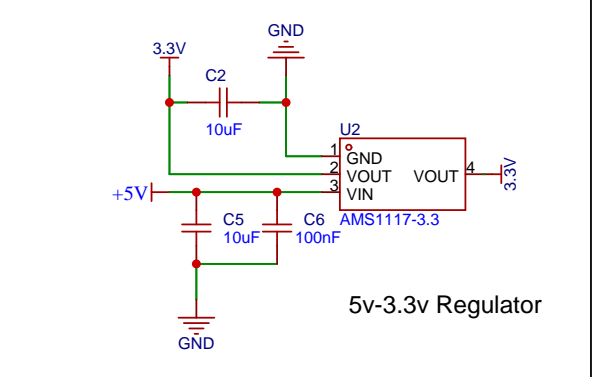 GND
3.3V
C2
10uF
U2
1
GND
2
VOUT
VOUT
4
3.3V
3
VIN
+5V
C5
10uF
C6
100nF
AMS1117-3.3
5v-3.3v Regulator
GND